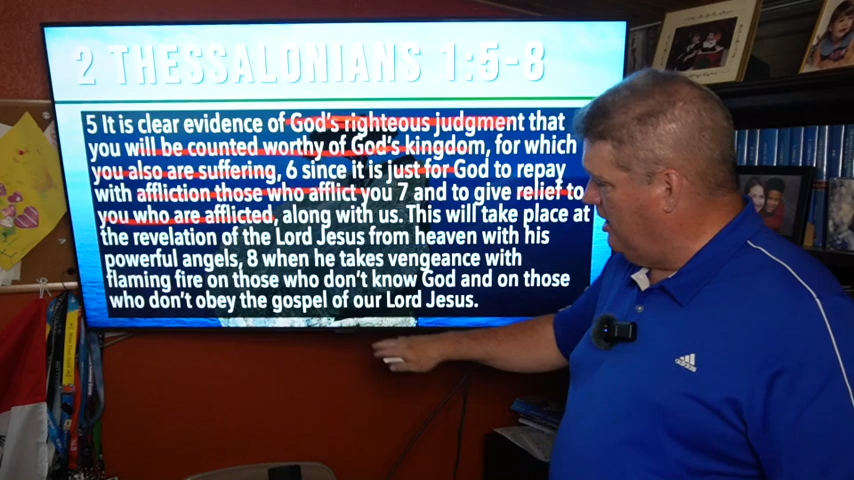 2 THESSALONIANS 1:5-8
5 It is clear evidence of God's righteous judgment that
you will be counted worthy of God's kingdom, for which
you also are suffering, 6 since it is just for God to repay
with affliction those who afflict you 7 and to give relief to
you who are afflicted, along with us. This will take place at
the revelation of the Lord Jesus from heaven with his
powerful angels, 8 when he takes vengeance with
flaming fire on those who don't know God and on those
who don't obey the gospel of our Lord Jesus.
adidas